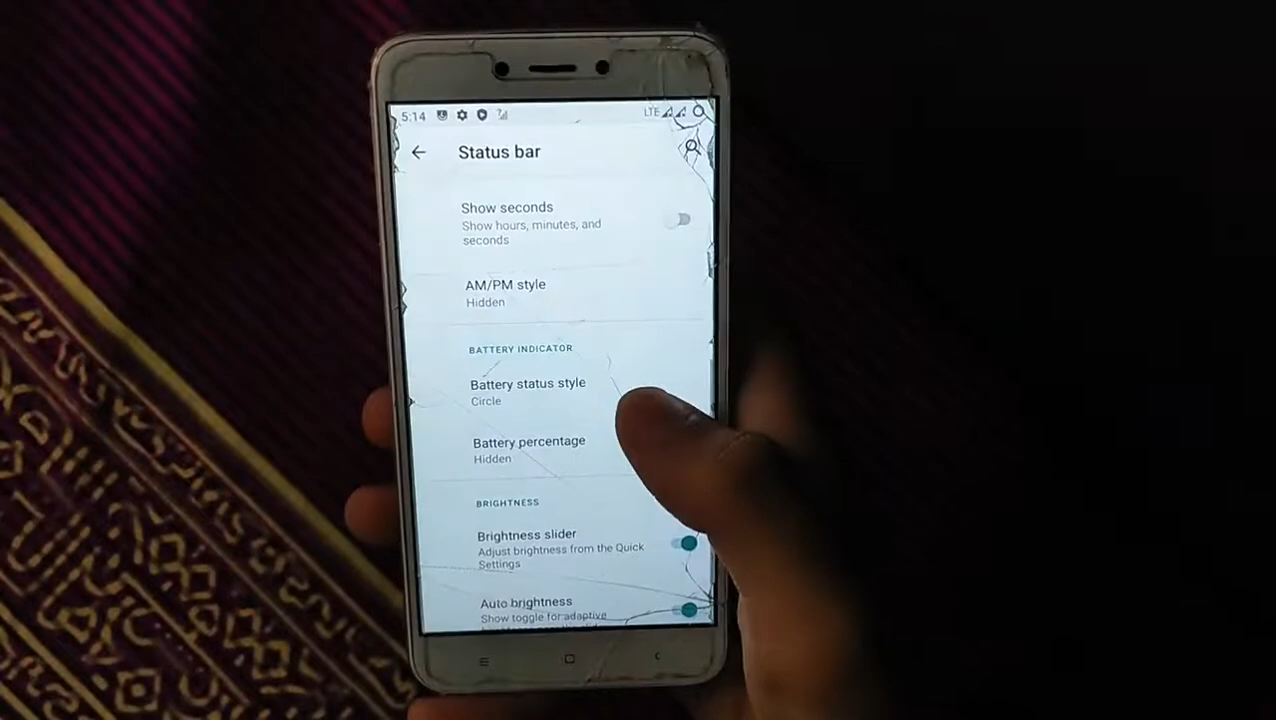 5:14
LTE
Status bar
Show seconds
Show hours, minutes, and
seconds
AM/PM style
Hidden
BATTERY INDICATOR
Battery status style
Circle
Battery percentage
Hidden
BRIGHTNESS
Brightness slider
Adjust brightness from the Quick
Settings
Auto brightness
Show toggle for adaptive